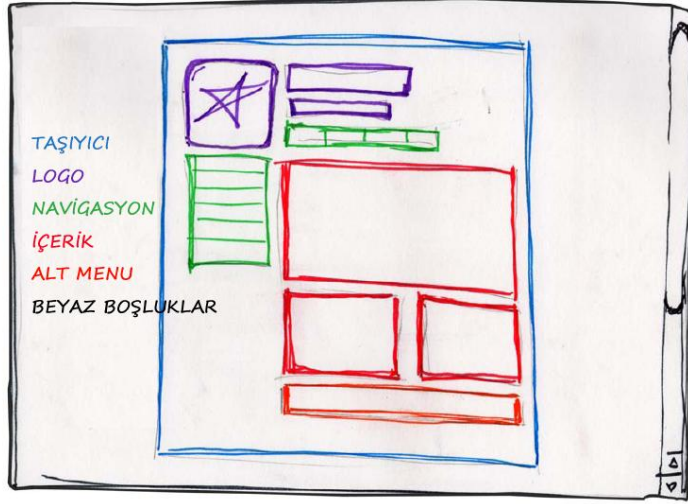 TAŞIYICI
LOGO
NAVİGASYON
İÇERİK
ALT MENU
BEYAZ BOŞLUKLAR